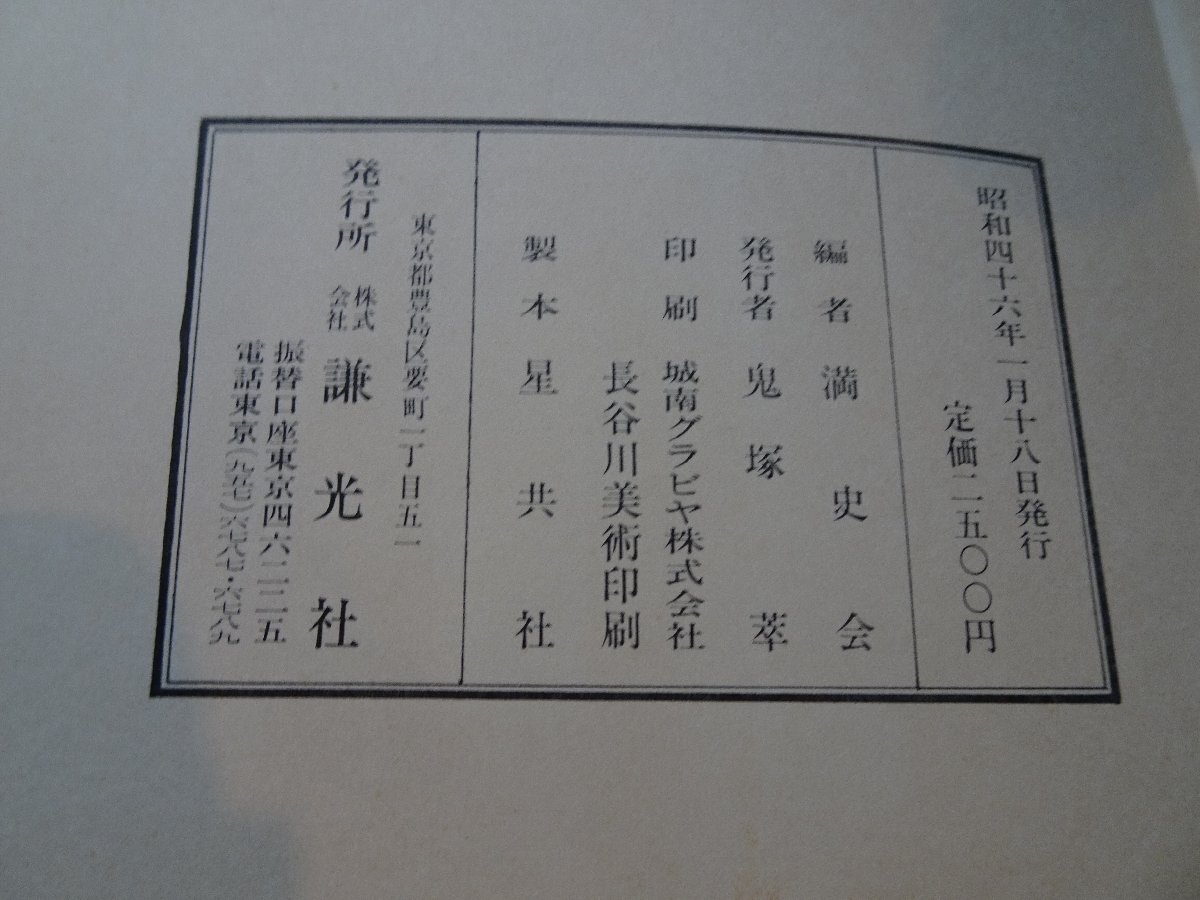 昭和四十六年一月十八日発行
定価二五〇〇円
編者 満史会
発行者 鬼塚萃
印刷 城南グラビヤ株式会社
長谷川美術印刷
製本 星共社
東京都豊島区要町一丁目五一
発行所 株式会社 謙光社
振替口座東京四六二二五
電話東京(九五七)六七八七・六七八九